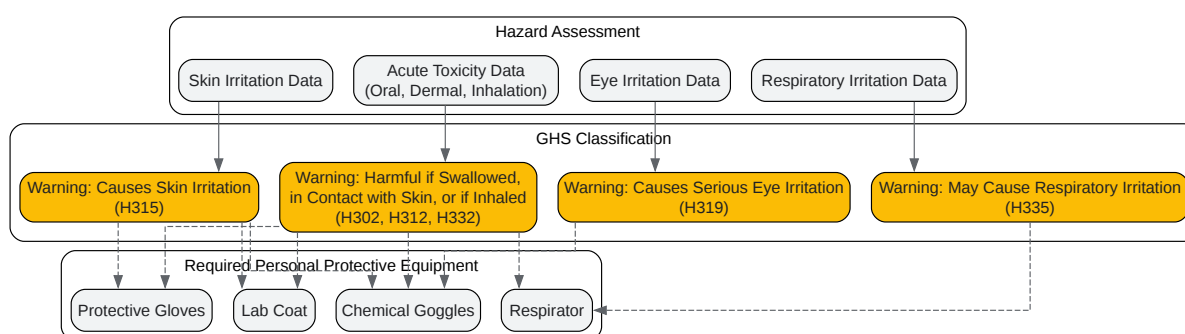 Hazard Assessment
Skin Irritation Data
Acute Toxicity Data
(Oral, Dermal, Inhalation)
Eye Irritation Data
Respiratory Irritation Data
GHS Classification
Warning: Causes Skin Irritation
(H315)
Warning: Harmful if Swallowed,
in Contact with Skin, or if Inhaled
(H302, H312, H332)
Warning: Causes Serious Eye Irritation
(H319)
Warning: May Cause Respiratory Irritation
(H335)
Required Personal Protective Equipment
Protective Gloves
Lab Coat
Chemical Goggles
Respirator